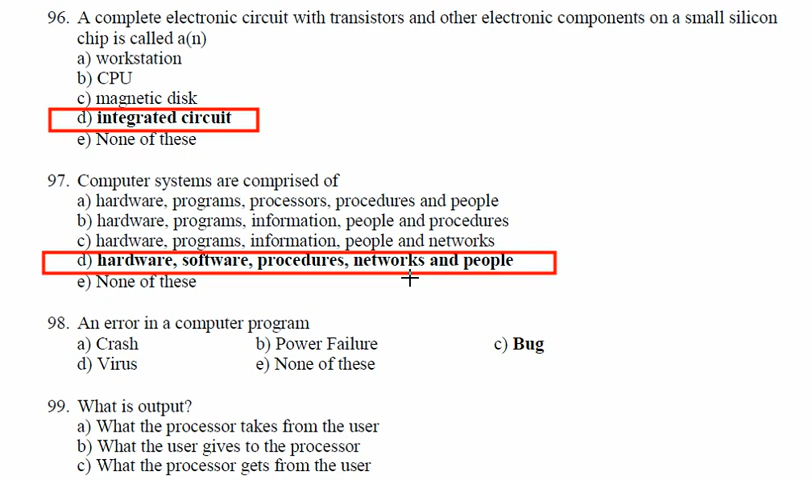 96. A complete electronic circuit with transistors and other electronic components on a small silicon
chip is called a(n)
a) workstation
b) CPU
c) magnetic disk
d) integrated circuit
e) None of these
97. Computer systems are comprised of
a) hardware, programs, processors, procedures and people
b) hardware, programs, information, people and procedures
c) hardware, programs, information, people and networks
d) hardware, software, procedures, networks and people
e) None of these
98. An error in a computer program
a) Crash b) Power Failure c) Bug
d) Virus e) None of these
99. What is output?
a) What the processor takes from the user
b) What the user gives to the processor
c) What the processor gets from the user